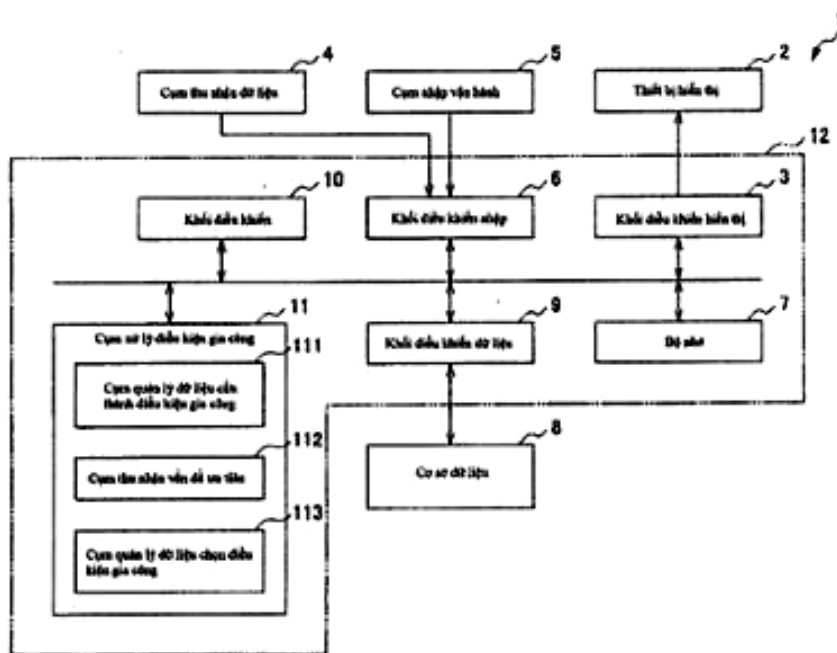 4
5
2
Cụm thu nhận dữ liệu
Cụm nhập vận hành
Thiết bị hiển thị
12
10
6
3
Khối điều khiển
Khối điều khiển nhập
Khối điều khiển hiển thị
11
9
7
Cụm xử lý điều kiện gia công
Khối điều khiển dữ liệu
Bộ nhớ
111
Cụm quản lý dữ liệu cấu
thành điều kiện gia công
8
112
Cơ sở dữ liệu
Cụm thu nhận vấn đề ưu tiên
113
Cụm quản lý dữ liệu chọn điều
kiện gia công